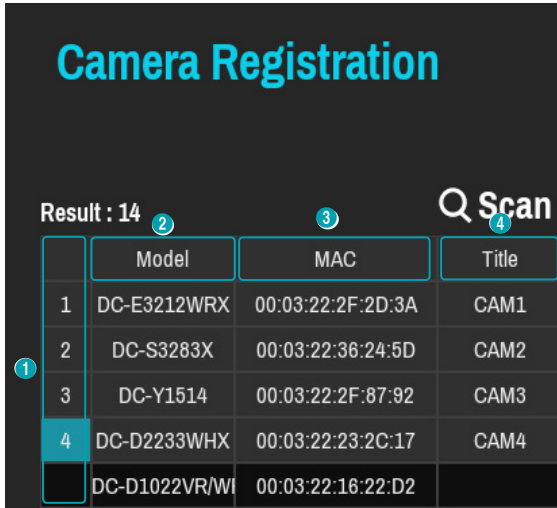 Camera Registration
Result : 14 Scan
2 3 4
Model MAC Title
1 DC-E3212WRX 00:03:22:2F:2D:3A CAM1
2 DC-S3283X 00:03:22:36:24:5D CAM2
1
3 DC-Y1514 00:03:22:2F:87:92 CAM3
4 DC-D2233WHX 00:03:22:23:2C:17 CAM4
DC-D1022VR/W 00:03:22:16:22:D2